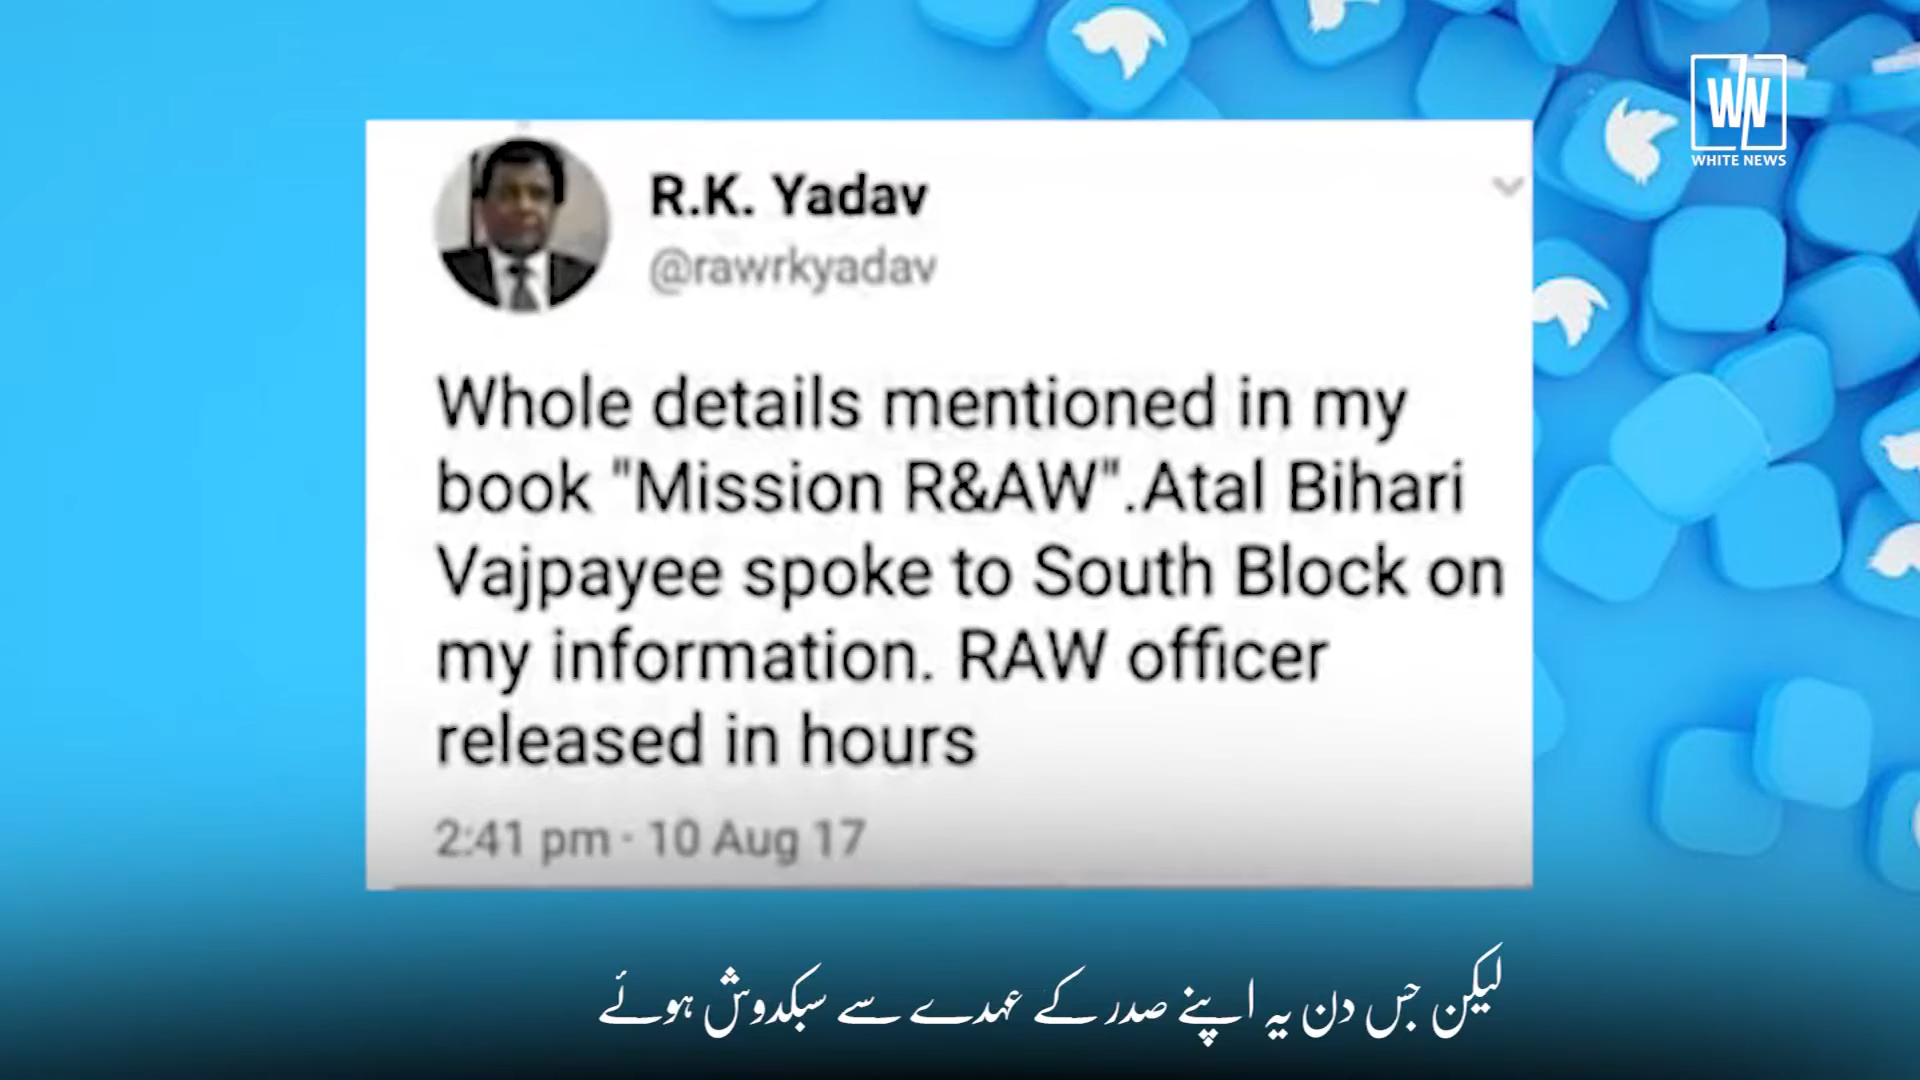 WN
WHITE NEWS
R.K. Yadav
@rawrkyadav
Whole details mentioned in my
book "Mission R&AW".Atal Bihari
Vajpayee spoke to South Block on
my information. RAW officer
released in hours
2:41 pm · 10 Aug 17
لیکن جس دن یہ اپنے صدر کے عہدے سے سبکدوش ہوئے